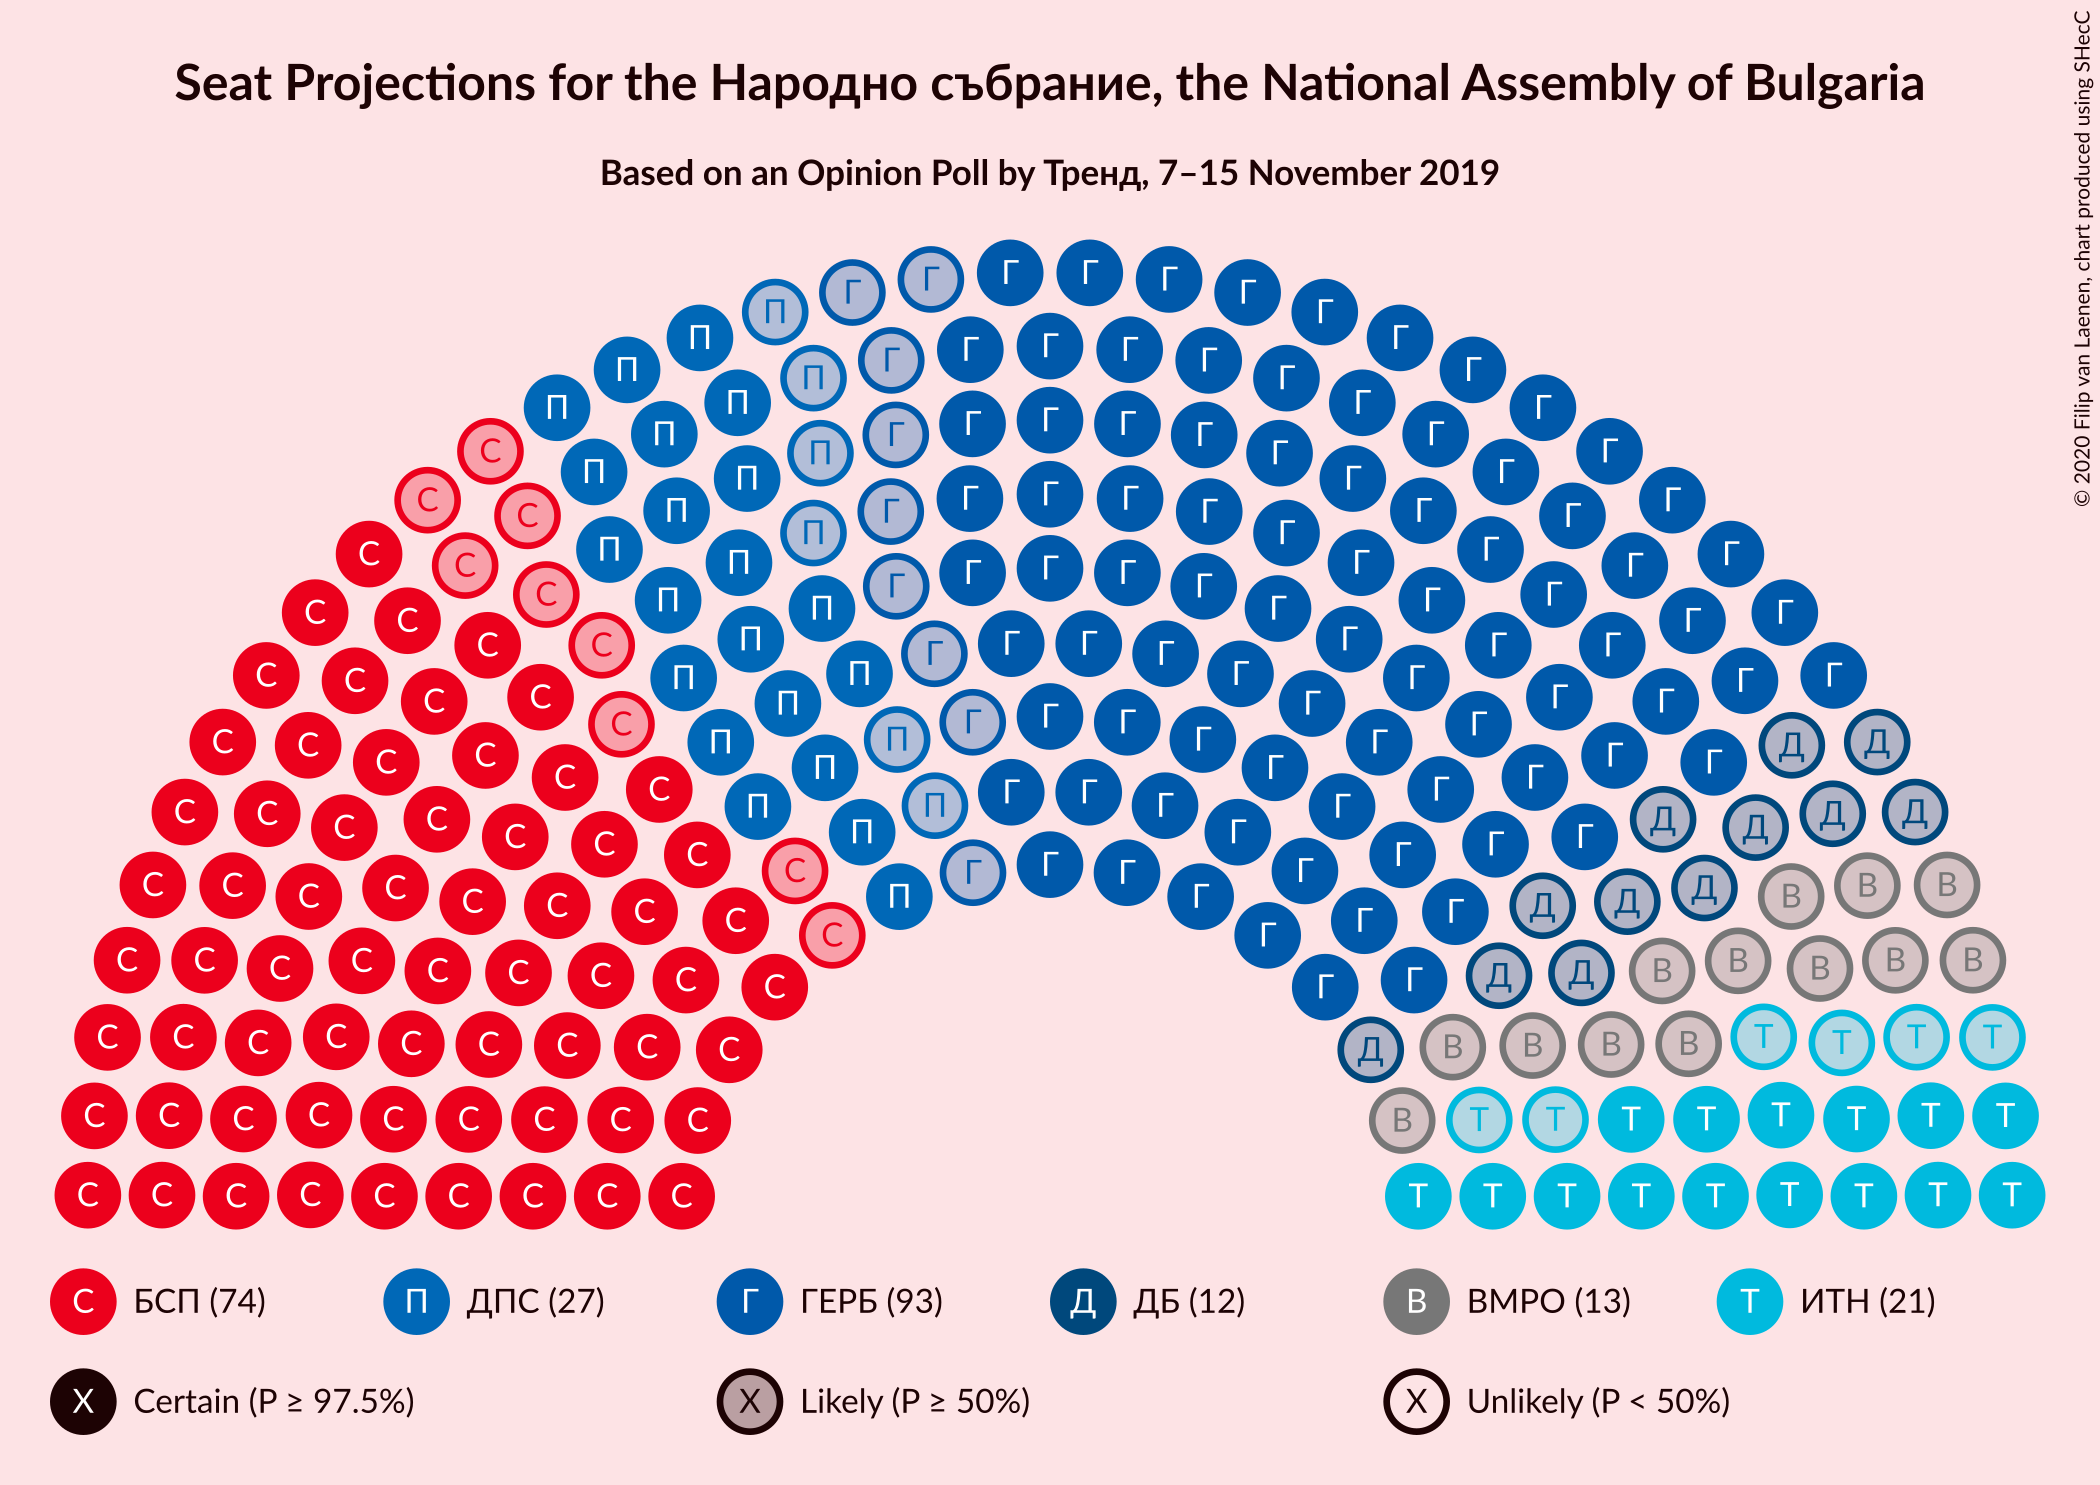 Seat Projections for the Народно събрание, the National Assembly of Bulgaria
Based on an Opinion Poll by Тренд, 7–15 November 2019
© 2020 Filip van Laenen, chart produced using SHecC
С БСП (74)
П ДПС (27)
Г ГЕРБ (93)
Д ДБ (12)
В ВМРО (13)
Т ИТН (21)
X Certain (P ≥ 97.5%)
X Likely (P ≥ 50%)
X Unlikely (P < 50%)